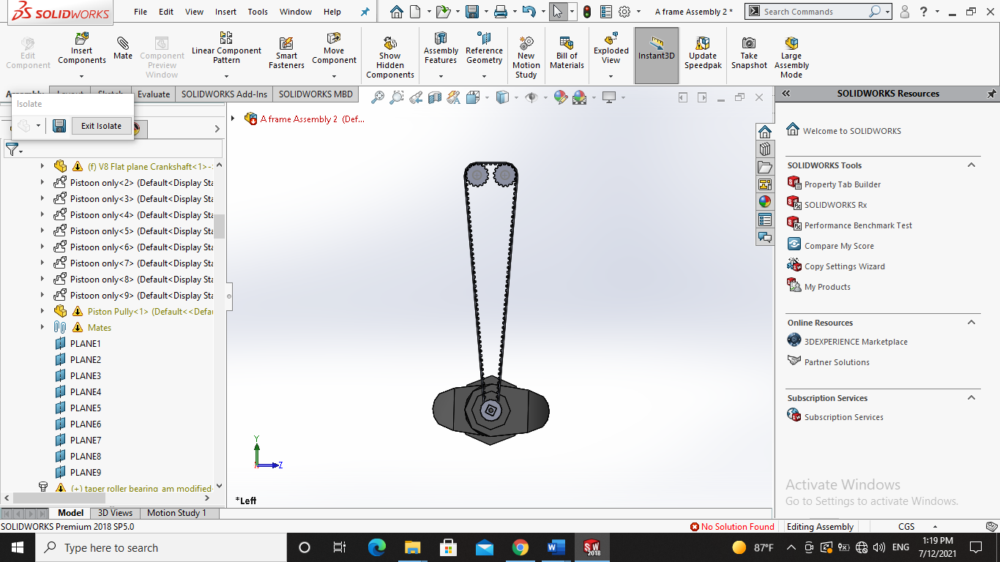 SOLIDWORKS
File Edit View Insert Tools Window Help
A frame Assembly 2 *
Search Commands
Edit Component
Insert Components
Mate
Component Preview Window
Linear Component Pattern
Smart Fasteners
Move Component
Show Hidden Components
Assembly Features
Reference Geometry
New Motion Study
Bill of Materials
Exploded View
Instant3D
Update Speedpak
Take Snapshot
Large Assembly Mode
Assembly Layout Sketch Evaluate SOLIDWORKS Add-Ins SOLIDWORKS MBD
Isolate
Exit Isolate
A frame Assembly 2 (Def...
(f) V8 Flat plane Crankshaft<1>->
Pistoon only<2> (Default<Display Sta
Pistoon only<3> (Default<Display Sta
Pistoon only<4> (Default<Display Sta
Pistoon only<5> (Default<Display Sta
Pistoon only<6> (Default<Display Sta
Pistoon only<7> (Default<Display Sta
Pistoon only<8> (Default<Display Sta
Pistoon only<9> (Default<Display Sta
Piston Pully<1> (Default<<Defau
Mates
PLANE1
PLANE2
PLANE3
PLANE4
PLANE5
PLANE6
PLANE7
PLANE8
PLANE9
(+) taper roller bearing_am modified
Y
Z
*Left
SOLIDWORKS Resources
Welcome to SOLIDWORKS
SOLIDWORKS Tools
Property Tab Builder
SOLIDWORKS Rx
Performance Benchmark Test
Compare My Score
Copy Settings Wizard
My Products
Online Resources
3DEXPERIENCE Marketplace
Partner Solutions
Subscription Services
Subscription Services
Activate Windows
Go to Settings to activate Windows.
Model 3D Views Motion Study 1
SOLIDWORKS Premium 2018 SP5.0
No Solution Found
Editing Assembly
CGS
Type here to search
SW 2018
87°F
ENG
1:19 PM
7/12/2021